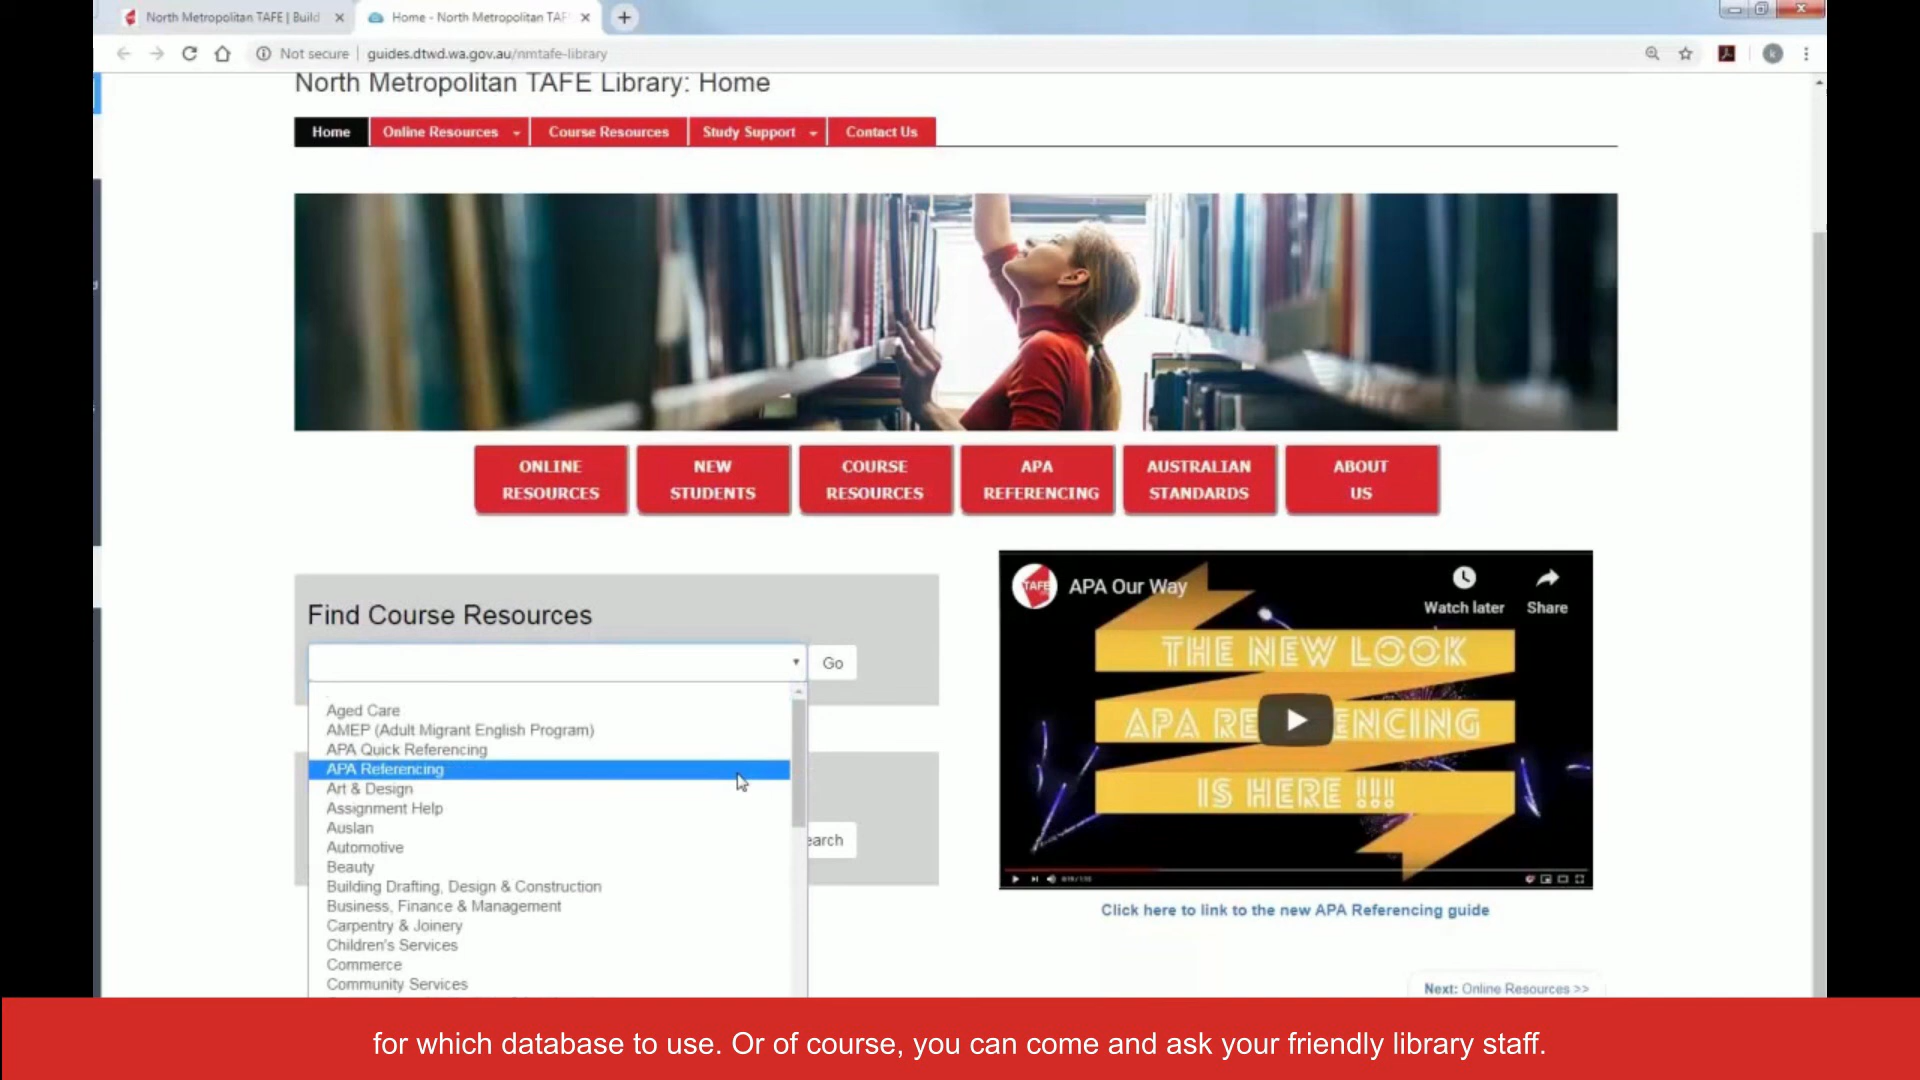 North Metropolitan TAFE | Build
Home - North Metropolitan TAF
Not secure | guides.dtwd.wa.gov.au/nmtafe-library
North Metropolitan TAFE Library: Home
Home
Online Resources
Course Resources
Study Support
Contact Us
ONLINE
RESOURCES
NEW
STUDENTS
COURSE
RESOURCES
APA
REFERENCING
AUSTRALIAN
STANDARDS
ABOUT
US
Find Course Resources
Go
Aged Care
AMEP (Adult Migrant English Program)
APA Quick Referencing
APA Referencing
Art & Design
Assignment Help
Auslan
Automotive
Beauty
Building Drafting, Design & Construction
Business, Finance & Management
Carpentry & Joinery
Children's Services
Commerce
Community Services
earch
TAFE
APA Our Way
Watch later
Share
THE NEW LOOK
APA RE ENCING
IS HERE !!!
Click here to link to the new APA Referencing guide
Next: Online Resources >>
for which database to use. Or of course, you can come and ask your friendly library staff.